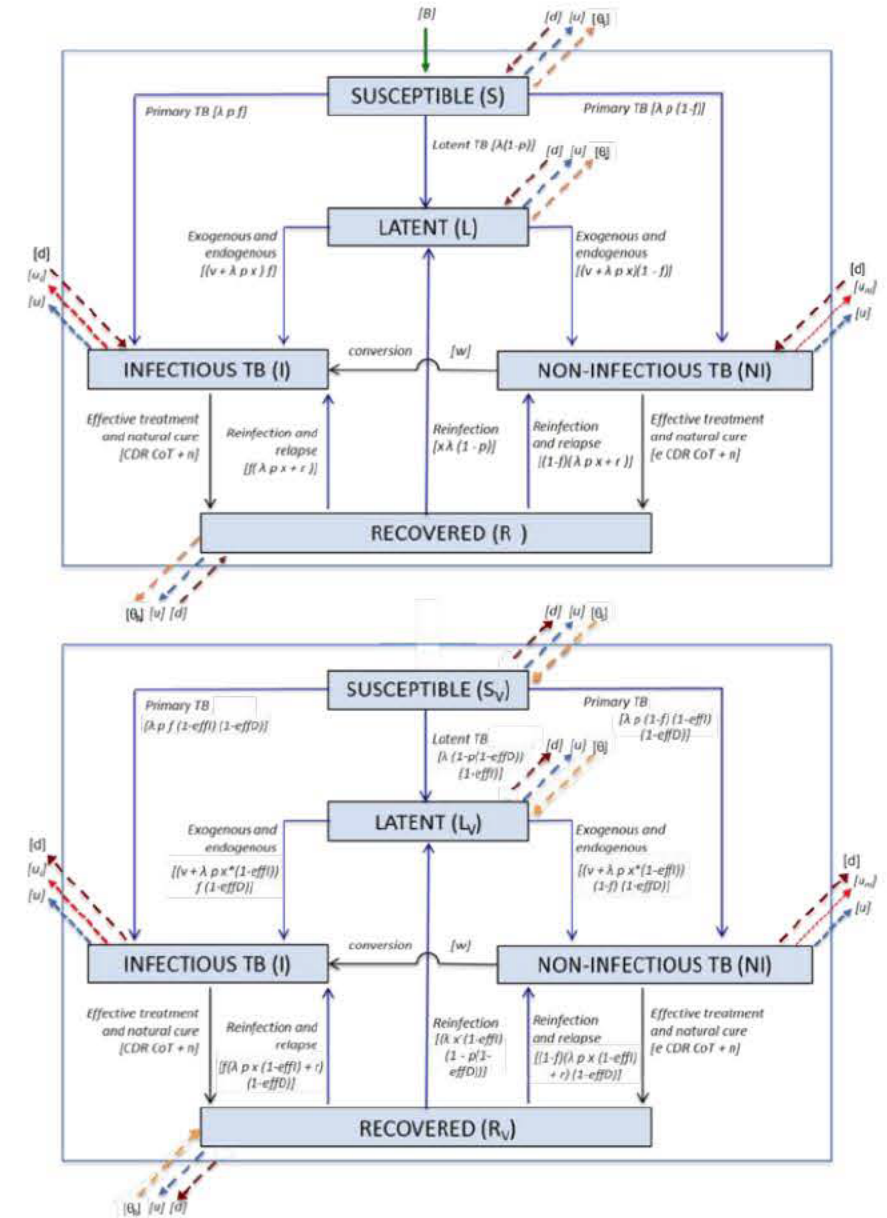 [B]
[d] [u] [θs]
SUSCEPTIBLE (S)
Primary TB [λ p f]
Primary TB [λ p (1-f)]
Latent TB [λ(1-p)]
[d] [u] [θ]
LATENT (L)
Exogenous and
endogenous
[(v + λ p x ) f]
Exogenous and
endogenous
[(v + λ p x)(1 - f)]
[d]
[ui]
[u]
[d]
[uni]
[u]
INFECTIOUS TB (I)
conversion [w]
NON-INFECTIOUS TB (NI)
Effective treatment
and natural cure
[CDR CoT + n]
Reinfection and
relapse
[f( λ p x + r )]
Reinfection
[x λ (1 - p)]
Reinfection
and relapse
[(1-f)( λ p x + r )]
Effective treatment
and natural cure
[e CDR CoT + n]
RECOVERED (R )
[θR] [u] [d]
[d] [u] [θs]
SUSCEPTIBLE (SV)
Primary TB
[λ p f (1-effI) (1-effD)]
Primary TB
[λ p (1-f) (1-effI)
(1-effD)]
Latent TB
[λ (1-p(1-effD))
(1-effI)]
[d] [u] [θ]
LATENT (LV)
Exogenous and
endogenous
[(v + λ p x*(1-effI))
f (1-effD)]
Exogenous and
endogenous
[(v + λ p x*(1-effI))
(1-f) (1-effD)]
[d]
[ui]
[u]
[d]
[uni]
[u]
INFECTIOUS TB (I)
conversion [w]
NON-INFECTIOUS TB (NI)
Effective treatment
and natural cure
[CDR CoT + n]
Reinfection and
relapse
[f(λ p x (1-effI) + r)
(1-effD)]
Reinfection
[(λ x (1-effI)
(1 - p(1-
effD))]
Reinfection
and relapse
[(1-f)(λ p x (1-effI)
+ r) (1-effD)]
Effective treatment
and natural cure
[e CDR CoT + n]
RECOVERED (RV)
[θR] [u] [d]